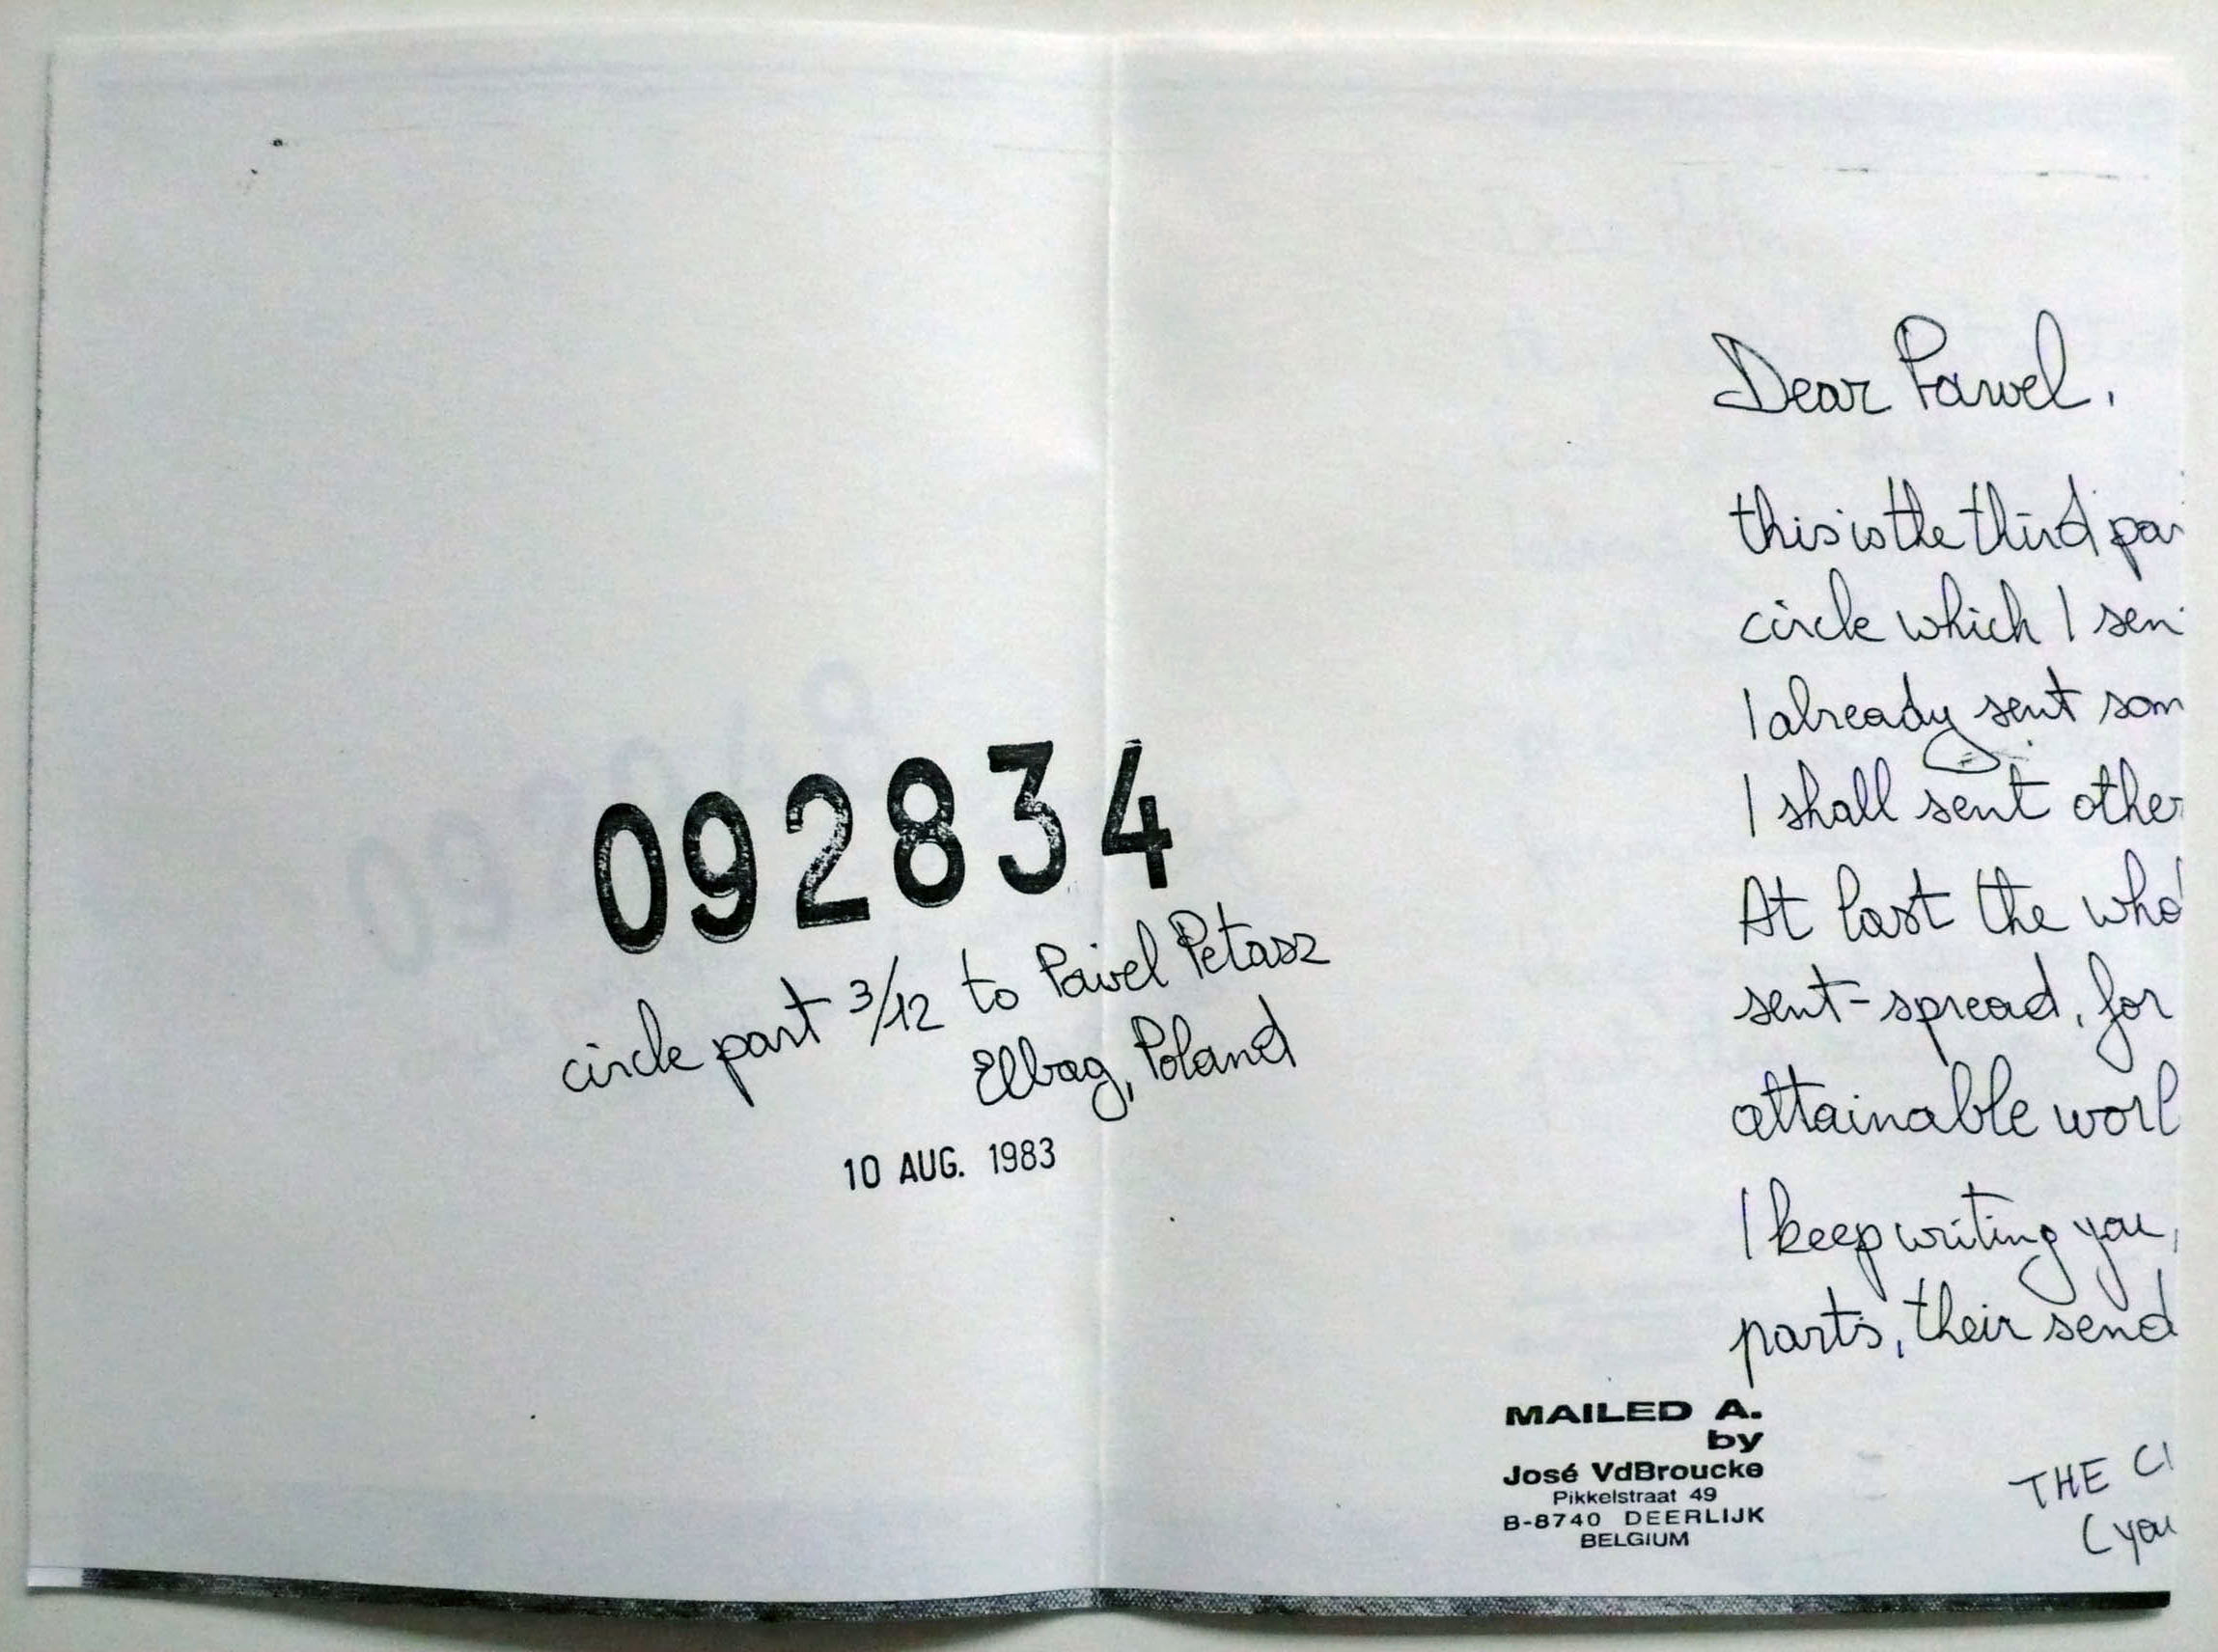 092834
circle part 3/12 to Pawel Petasz
Elbag, Poland
10 AUG. 1983
Dear Pawel,
this is the third par
circle which I sen
I already sent som
I shall sent other
At last the who
sent-spread, for
attainable worl
I keep writing you,
parts, their send
MAILED A.
by
José VdBroucke
Pikkelstraat 49
B-8740 DEERLIJK
BELGIUM
THE CI
(you